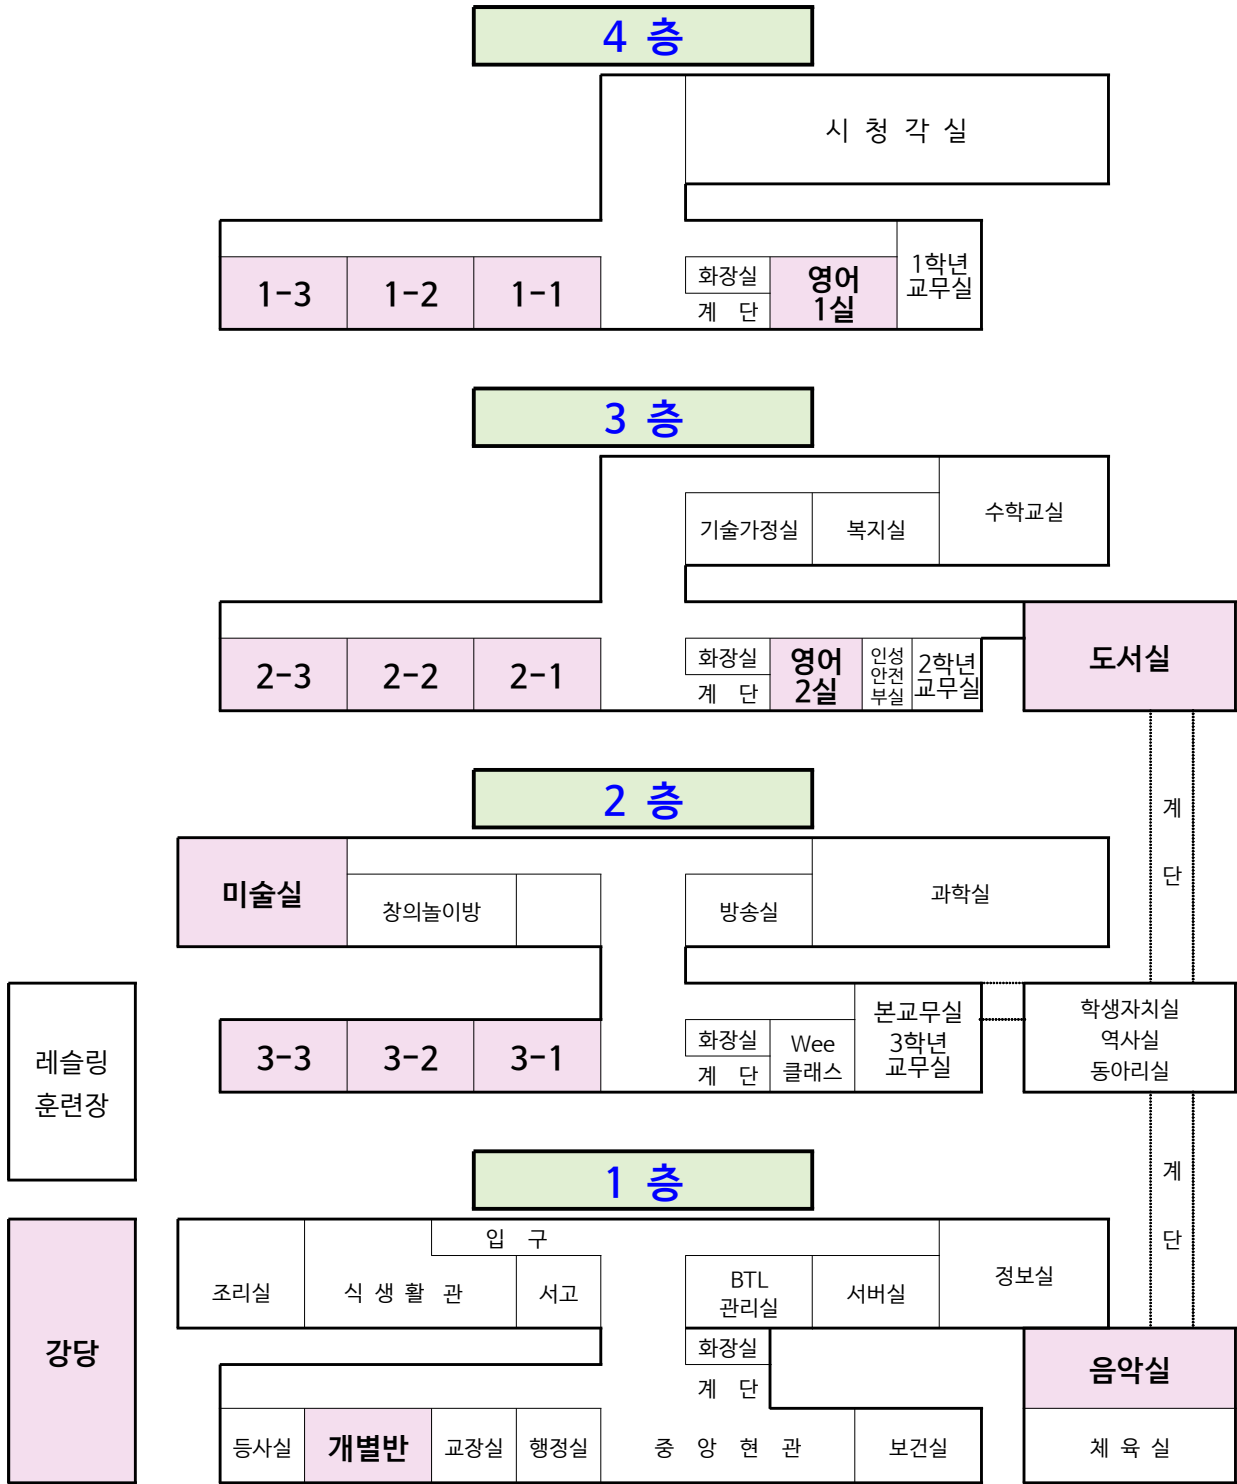 4 층
시 청 각 실
1-3
1-2
1-1
화장실
계 단
영어
1실
1학년
교무실
3 층
기술가정실
복지실
수학교실
2-3
2-2
2-1
화장실
계 단
영어
2실
인성
안전
부실
2학년
교무실
도서실
계
단
2 층
미술실
창의놀이방
방송실
과학실
레슬링
훈련장
3-3
3-2
3-1
화장실
계 단
Wee
클래스
본교무실
3학년
교무실
학생자치실
역사실
동아리실
계
단
1 층
강당
조리실
식 생 활 관
입 구
서고
BTL
관리실
서버실
정보실
화장실
계 단
음악실
등사실
개별반
교장실
행정실
중 앙 현 관
보건실
체 육 실